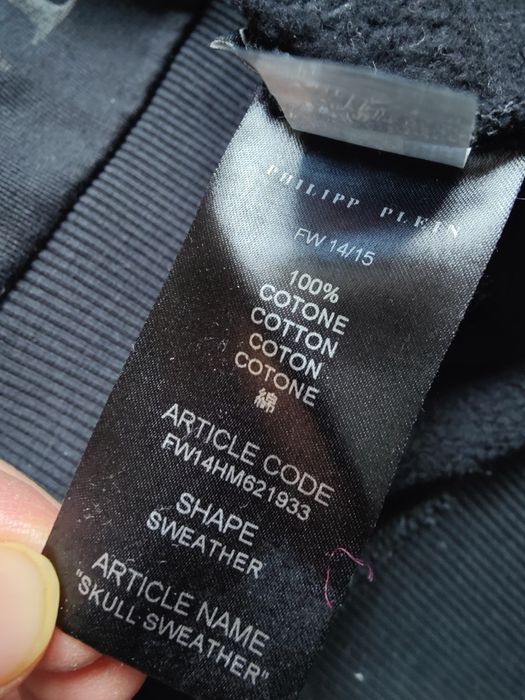 PHILIPP PLEIN
FW 14/15
100%
COTONE
COTTON
COTON
COTONE
綿
ARTICLE CODE
FW14HM621933
SHAPE
SWEATHER
ARTICLE NAME
"SKULL SWEATHER"